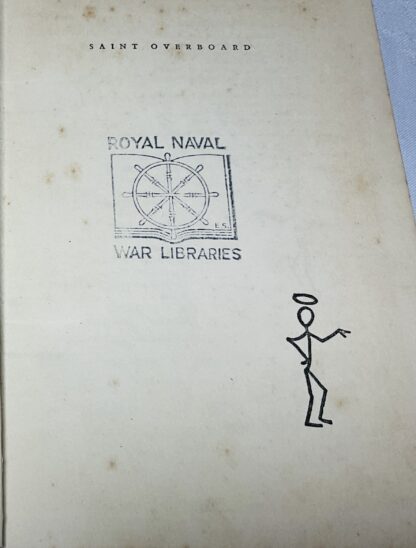 SAINT OVERBOARD
ROYAL NAVAL
E.S.
WAR LIBRARIES